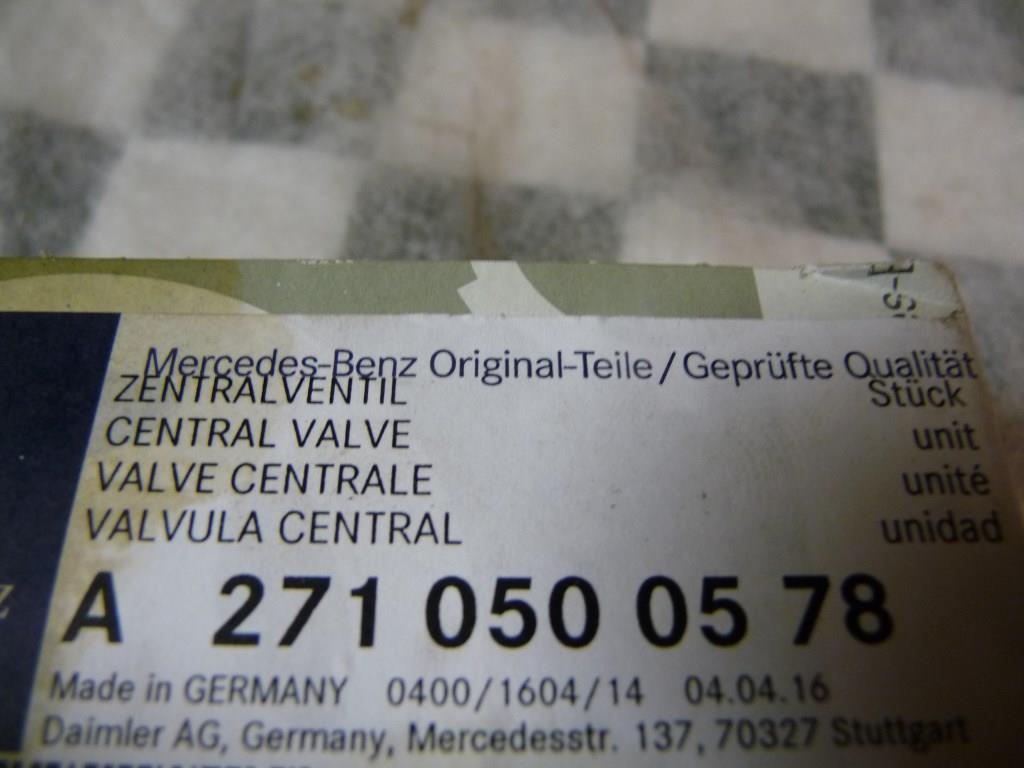 Mercedes-Benz Original-Teile / Geprüfte Qualität
ZENTRALVENTIL Stück
CENTRAL VALVE unit
VALVE CENTRALE unité
VALVULA CENTRAL unidad
A 271 050 05 78
Made in GERMANY 0400/1604/14 04.04.16
Daimler AG, Germany, Mercedesstr. 137, 70327 Stuttgart